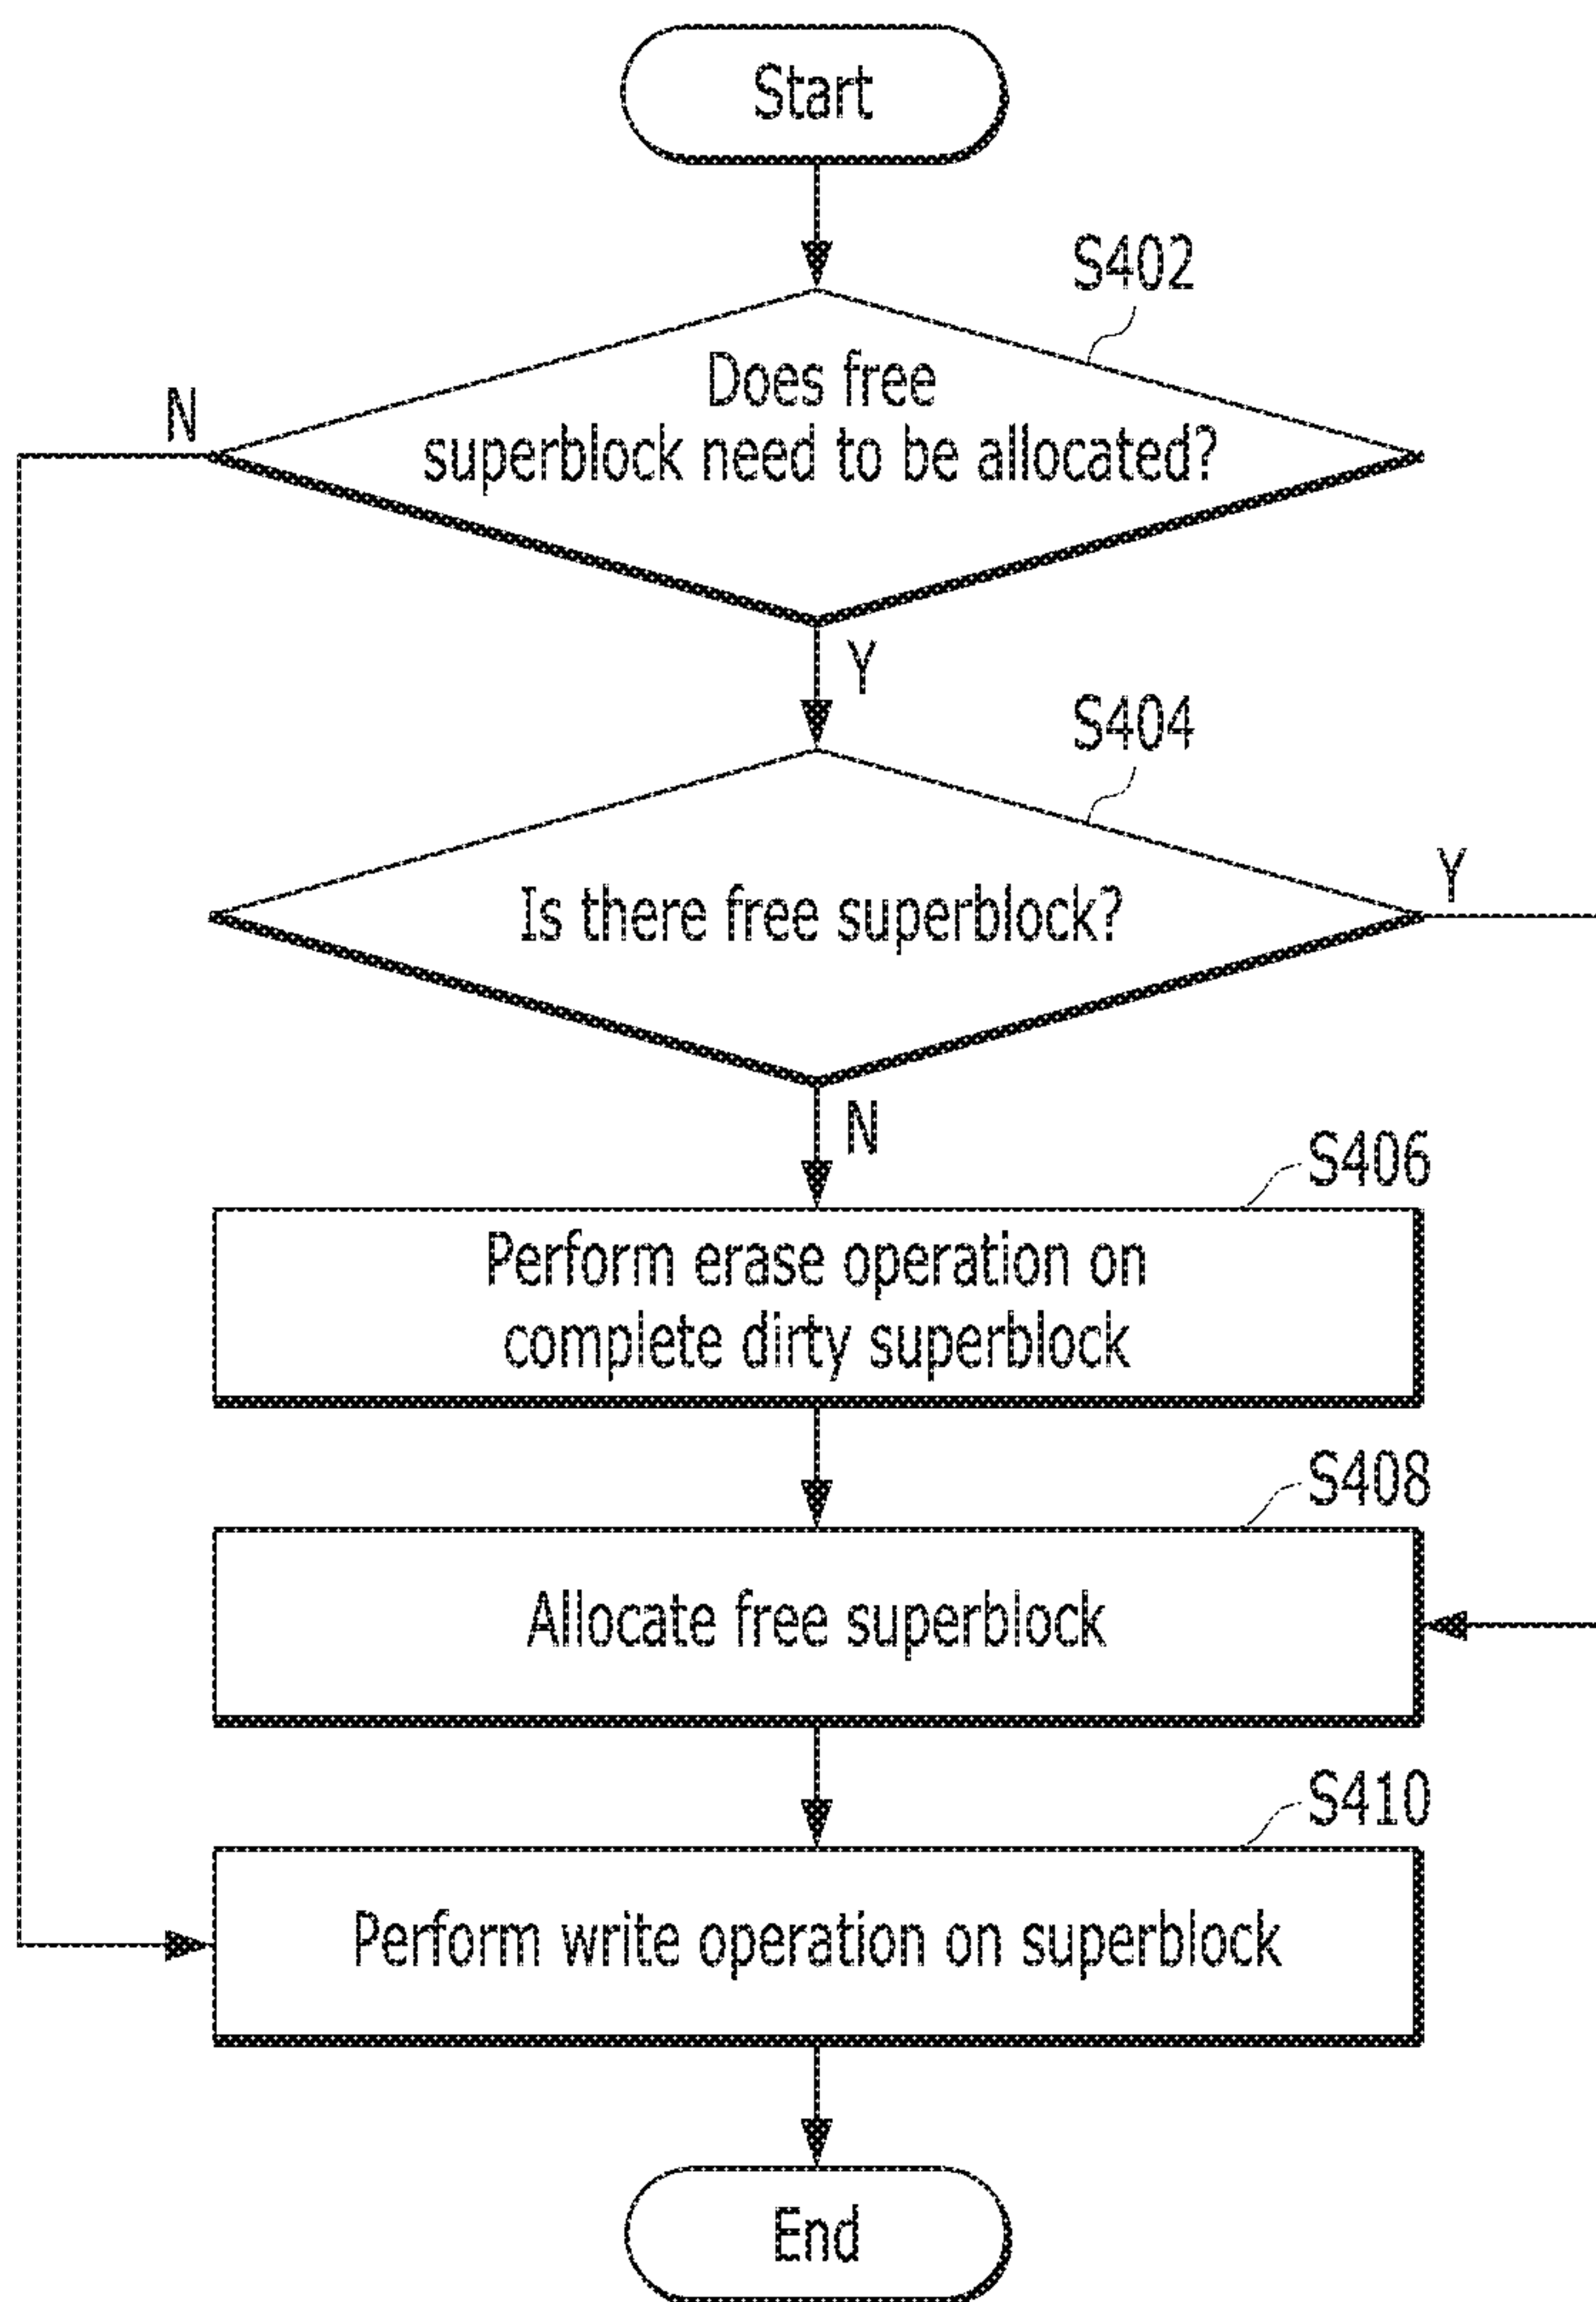 Start
S402
Does free
superblock need to be allocated?
N
Y
S404
Is there free superblock?
Y
N
S406
Perform erase operation on
complete dirty superblock
S408
Allocate free superblock
S410
Perform write operation on superblock
End